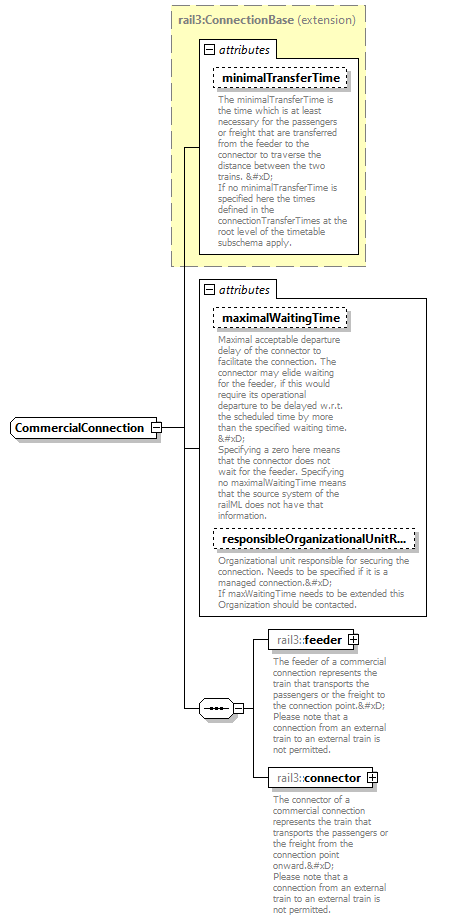 rail3:ConnectionBase (extension)
attributes
minimalTransferTime
The minimalTransferTime is
the time which is at least
necessary for the passengers
or freight that are transferred
from the feeder to the
connector to traverse the
distance between the two
trains. &#xD;
If no minimalTransferTime is
specified here the times
defined in the
connectionTransferTimes at the
root level of the timetable
subschema apply.
attributes
maximalWaitingTime
Maximal acceptable departure
delay of the connector to
facilitate the connection. The
connector may elide waiting
for the feeder, if this would
require its operational
departure to be delayed w.r.t.
the scheduled time by more
than the specified waiting time.
&#xD;
Specifying a zero here means
that the connector does not
wait for the feeder. Specifying
no maximalWaitingTime means
that the source system of the
railML does not have that
information.
CommercialConnection
responsibleOrganizationalUnitR...
Organizational unit responsible for securing the
connection. Needs to be specified if it is a
managed connection.&#xD;
If maxWaitingTime needs to be extended this
Organization should be contacted.
rail3::feeder
The feeder of a commercial
connection represents the
train that transports the
passengers or the freight to
the connection point.&#xD;
Please note that a
connection from an external
train to an external train is
not permitted.
rail3::connector
The connector of a
commercial connection
represents the train that
transports the passengers or
the freight from the
connection point
onward.&#xD;
Please note that a
connection from an external
train to an external train is
not permitted.